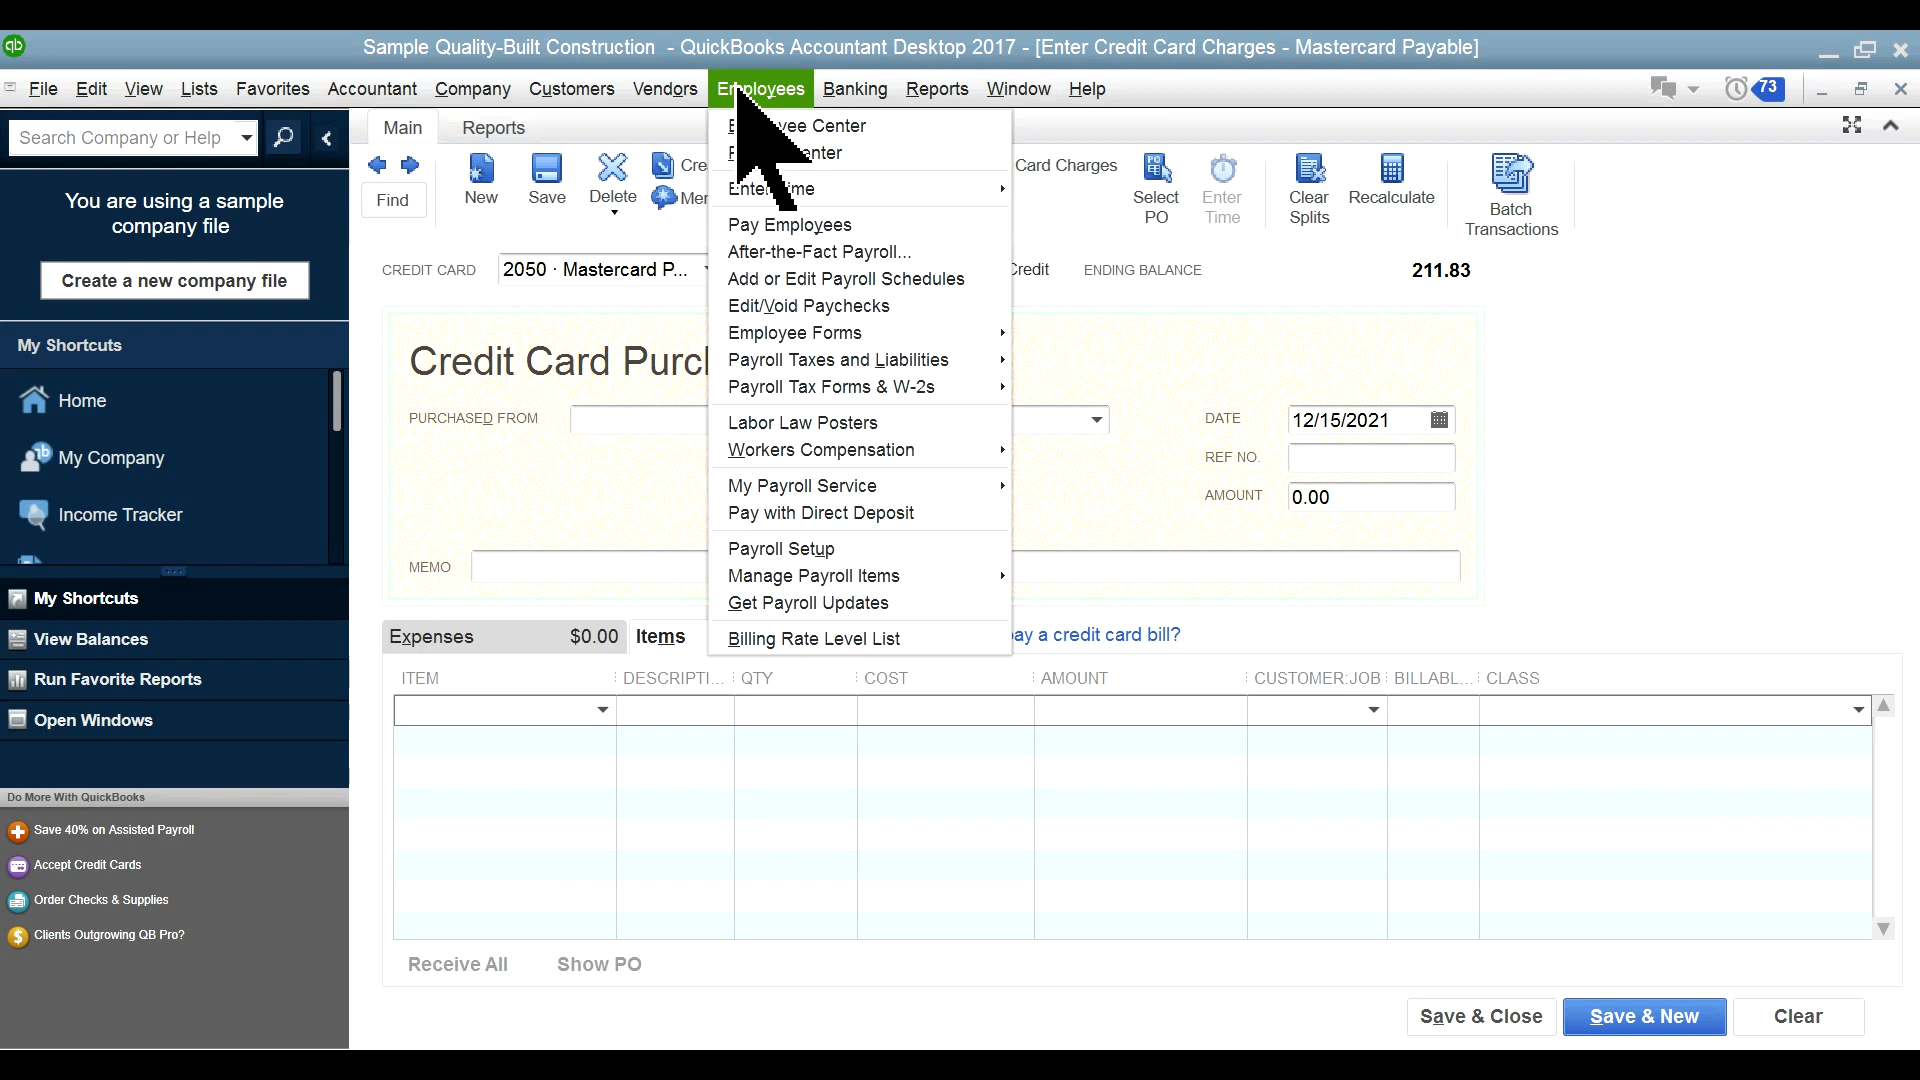 qb
Sample Quality-Built Construction - QuickBooks Accountant Desktop 2017 - [Enter Credit Card Charges - Mastercard Payable]
File Edit View Lists Favorites Accountant Company Customers Vendors Employees Banking Reports Window Help
73
Search Company or Help
Main Reports
Find
New
Save
Delete
Card Charges
Select
PO
Enter
Time
Clear
Splits
Recalculate
Batch
Transactions
You are using a sample
company file
Create a new company file
My Shortcuts
Home
My Company
Income Tracker
My Shortcuts
View Balances
Run Favorite Reports
Open Windows
Do More With QuickBooks
Save 40% on Assisted Payroll
Accept Credit Cards
Order Checks & Supplies
Clients Outgrowing QB Pro?
Center
Pay Employees
After-the-Fact Payroll...
Add or Edit Payroll Schedules
Edit/Void Paychecks
Employee Forms
Payroll Taxes and Liabilities
Payroll Tax Forms & W-2s
Labor Law Posters
Workers Compensation
My Payroll Service
Pay with Direct Deposit
Payroll Setup
Manage Payroll Items
Get Payroll Updates
Billing Rate Level List
CREDIT CARD 2050 · Mastercard P... Credit ENDING BALANCE 211.83
Credit Card Purc
PURCHASED FROM
DATE 12/15/2021
REF NO.
AMOUNT 0.00
MEMO
Expenses $0.00 Items
pay a credit card bill?
ITEM DESCRIPTI... QTY COST AMOUNT CUSTOMER:JOB BILLABL... CLASS
Receive All Show PO
Save & Close Save & New Clear